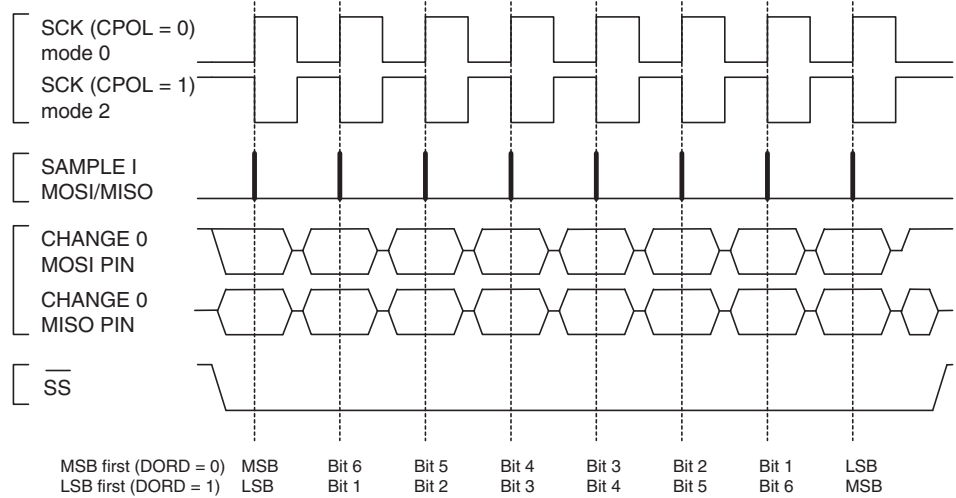 SCK (CPOL = 0)
mode 0
SCK (CPOL = 1)
mode 2
SAMPLE I
MOSI/MISO
CHANGE 0
MOSI PIN
CHANGE 0
MISO PIN
SS
MSB first (DORD = 0) MSB Bit 6 Bit 5 Bit 4 Bit 3 Bit 2 Bit 1 LSB
LSB first (DORD = 1) LSB Bit 1 Bit 2 Bit 3 Bit 4 Bit 5 Bit 6 MSB